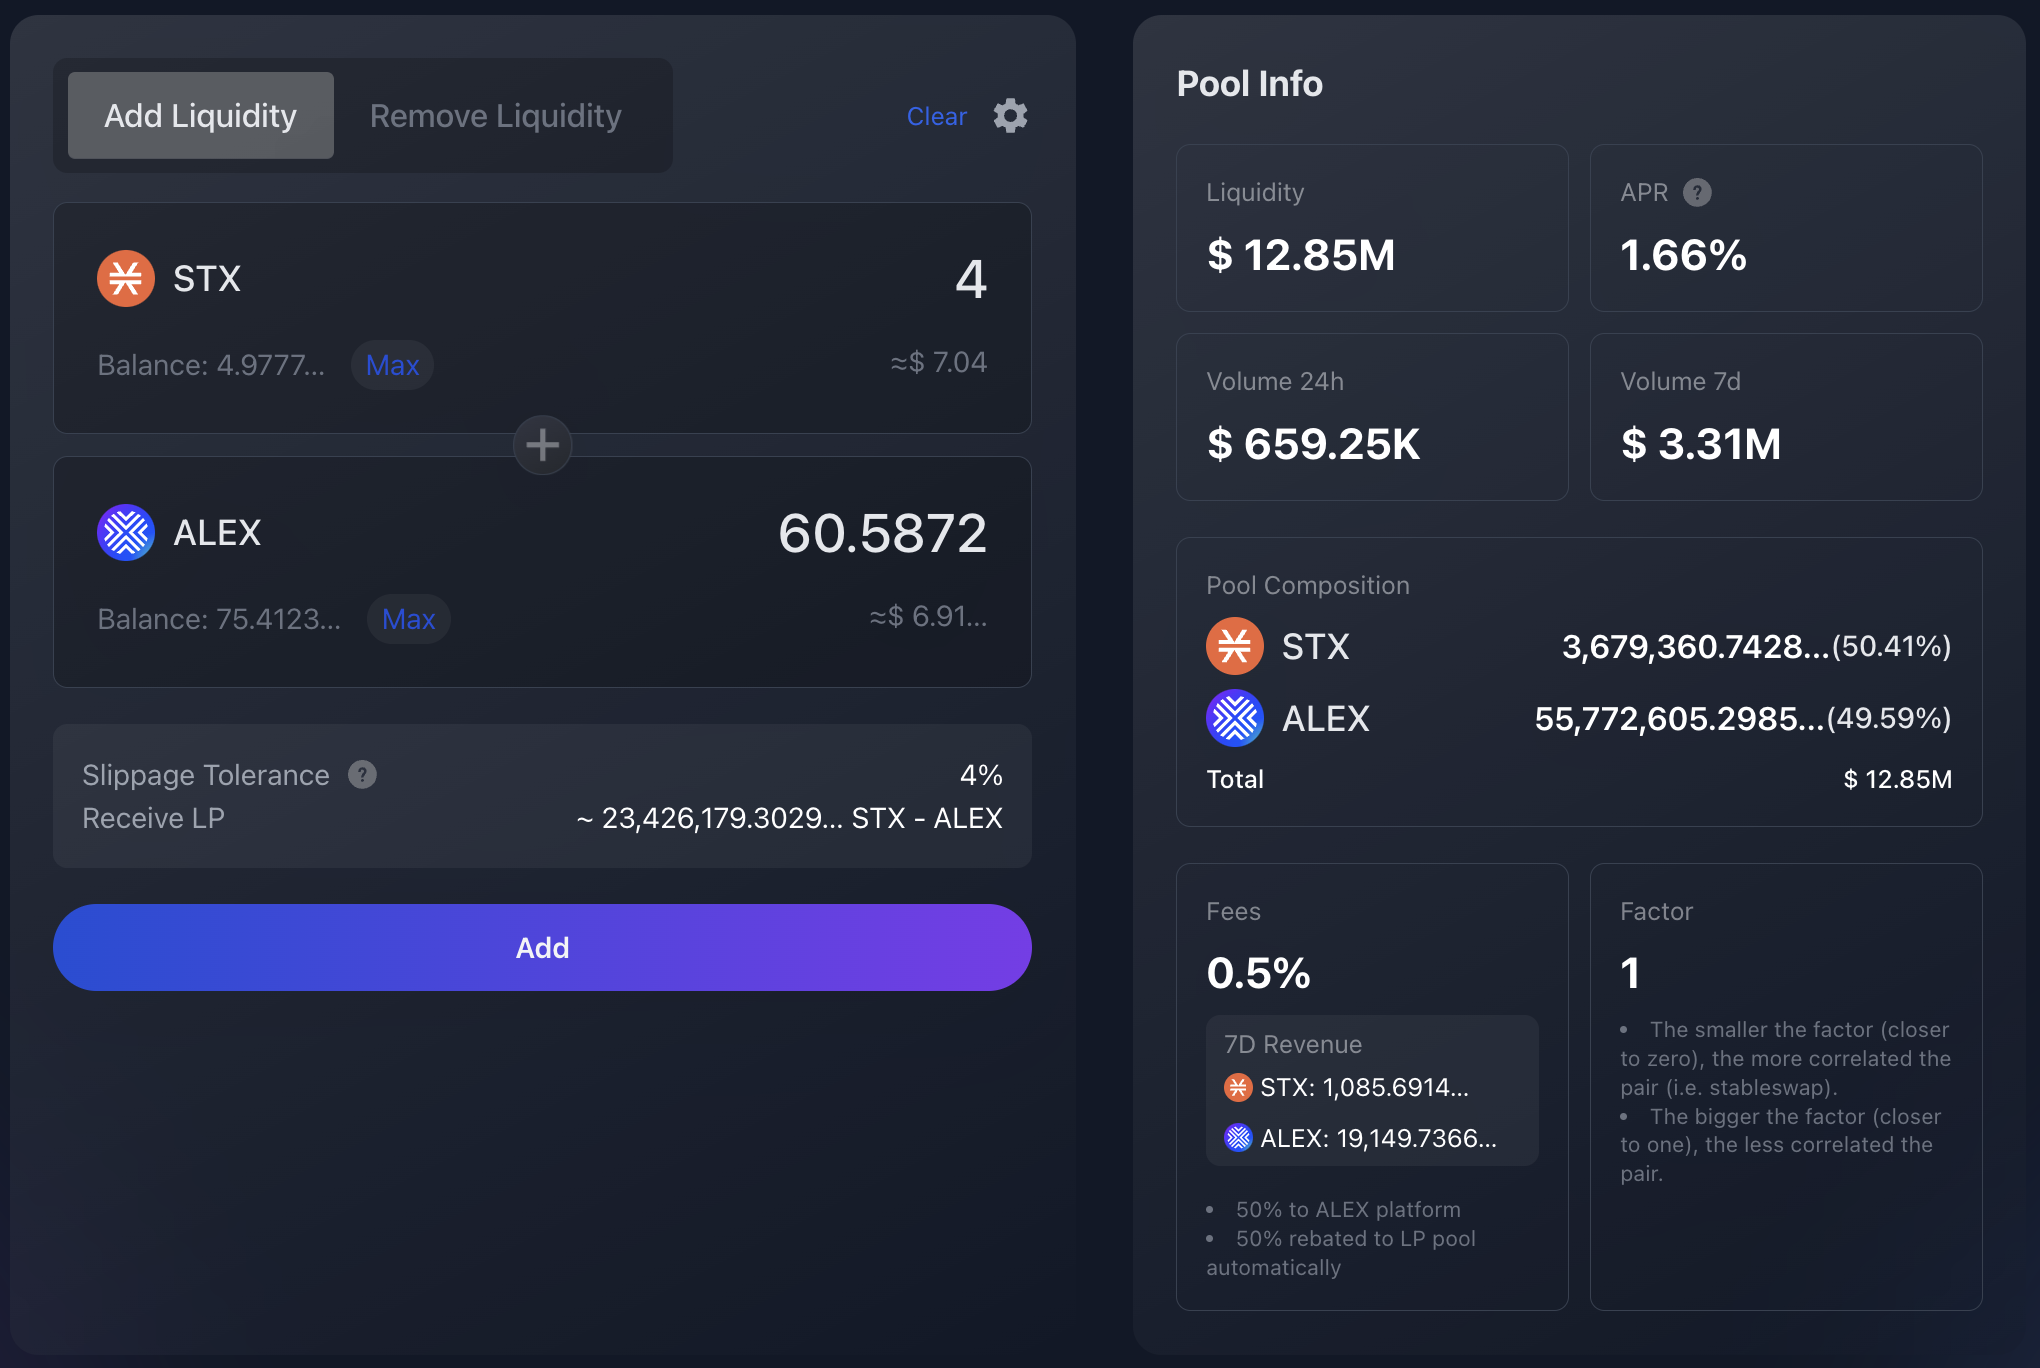 Add Liquidity
Remove Liquidity
Clear
STX
4
Balance: 4.9777...
Max
≈$ 7.04
ALEX
60.5872
Balance: 75.4123...
Max
≈$ 6.91...
Slippage Tolerance ?
4%
Receive LP
~ 23,426,179.3029... STX - ALEX
Add
Pool Info
Liquidity
$ 12.85M
APR ?
1.66%
Volume 24h
$ 659.25K
Volume 7d
$ 3.31M
Pool Composition
STX
3,679,360.7428...(50.41%)
ALEX
55,772,605.2985...(49.59%)
Total
$ 12.85M
Fees
0.5%
7D Revenue
STX: 1,085.6914...
ALEX: 19,149.7366...
• 50% to ALEX platform
• 50% rebated to LP pool
automatically
Factor
1
• The smaller the factor (closer
to zero), the more correlated the
pair (i.e. stableswap).
• The bigger the factor (closer
to one), the less correlated the
pair.